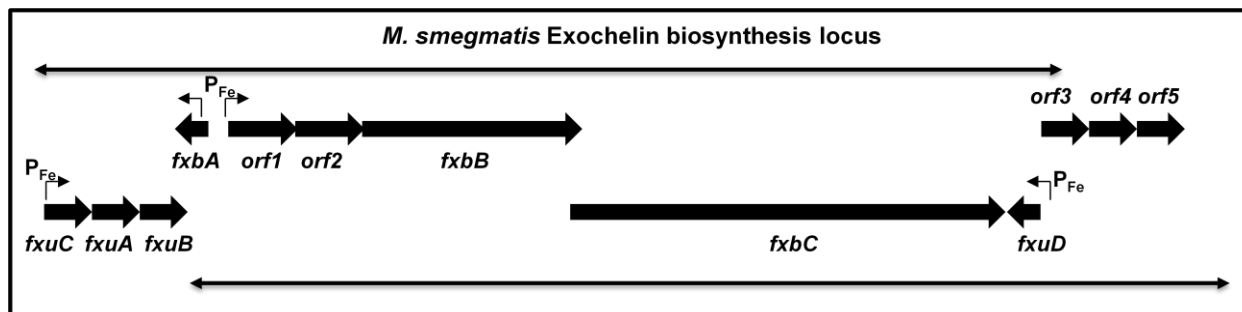 M. smegmatis Exochelin biosynthesis locus
PFe
orf3 orf4 orf5
fxbA orf1 orf2 fxbB
PFe PFe
fxuC fxuA fxuB fxbC fxuD